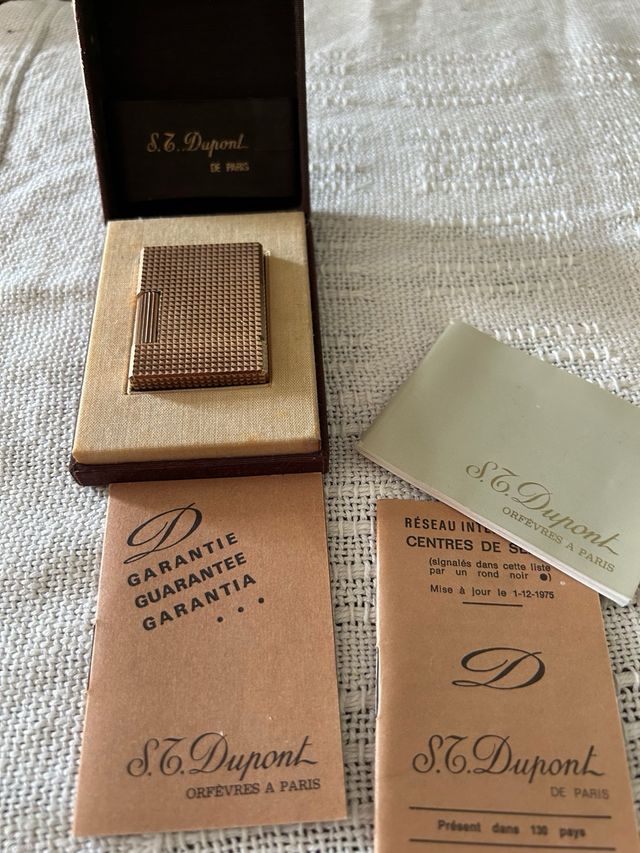 S.T. Dupont
DE PARIS
D
GARANTIE
GUARANTEE
GARANTIA
. . .
S.T. Dupont
ORFÈVRES A PARIS
S.T. Dupont
ORFÈVRES A PARIS
RÉSEAU INTE
CENTRES DE SE
(signalés dans cette liste
par un rond noir ●)
Mise à jour le 1-12-1975
D
S.T. Dupont
DE PARIS
Présent dans 130 pays